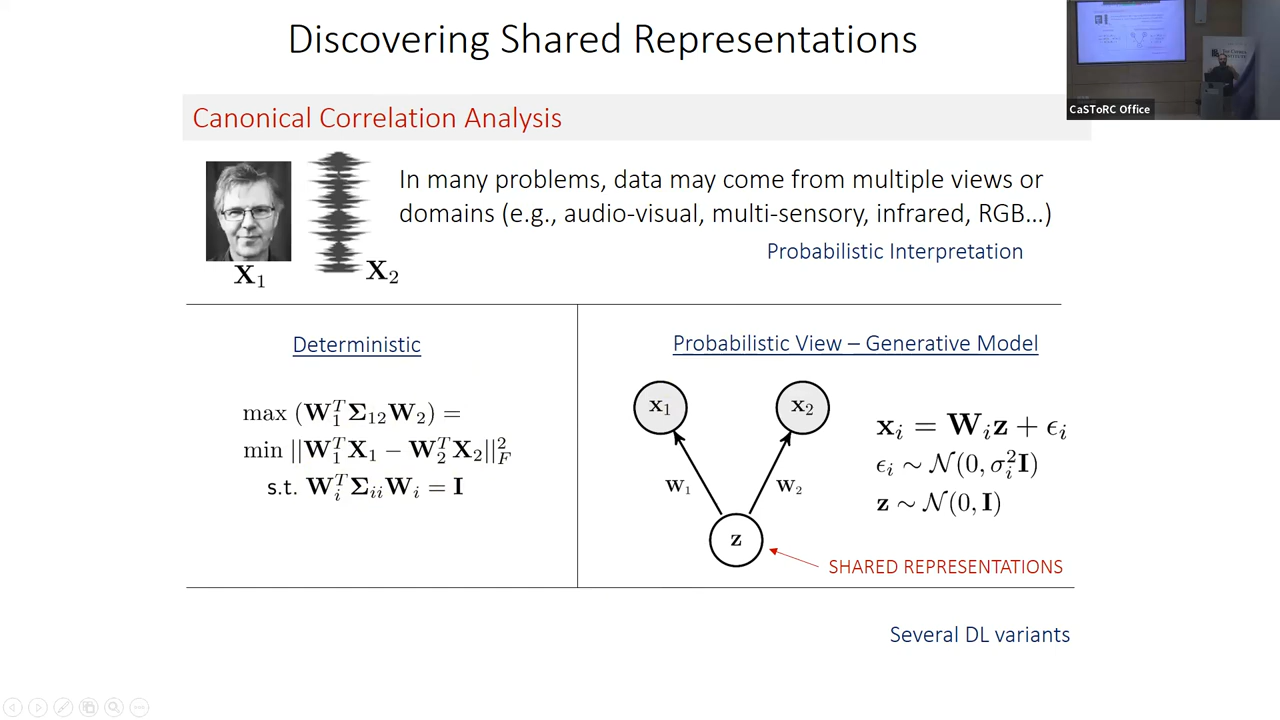 Discovering Shared Representations
CaSToRC Office
Canonical Correlation Analysis
In many problems, data may come from multiple views or
domains (e.g., audio-visual, multi-sensory, infrared, RGB…)
Probabilistic Interpretation
X₁
X₂
Deterministic
max (W₁ᵀΣ₁₂W₂) =
min ||W₁ᵀX₁ − W₂ᵀX₂||²_F
s.t. Wᵢᵀ Σᵢᵢ Wᵢ = I
Probabilistic View – Generative Model
x₁
x₂
W₁
W₂
z
xᵢ = Wᵢz + ϵᵢ
ϵᵢ ∼ N(0, σᵢ²I)
z ∼ N(0, I)
SHARED REPRESENTATIONS
Several DL variants